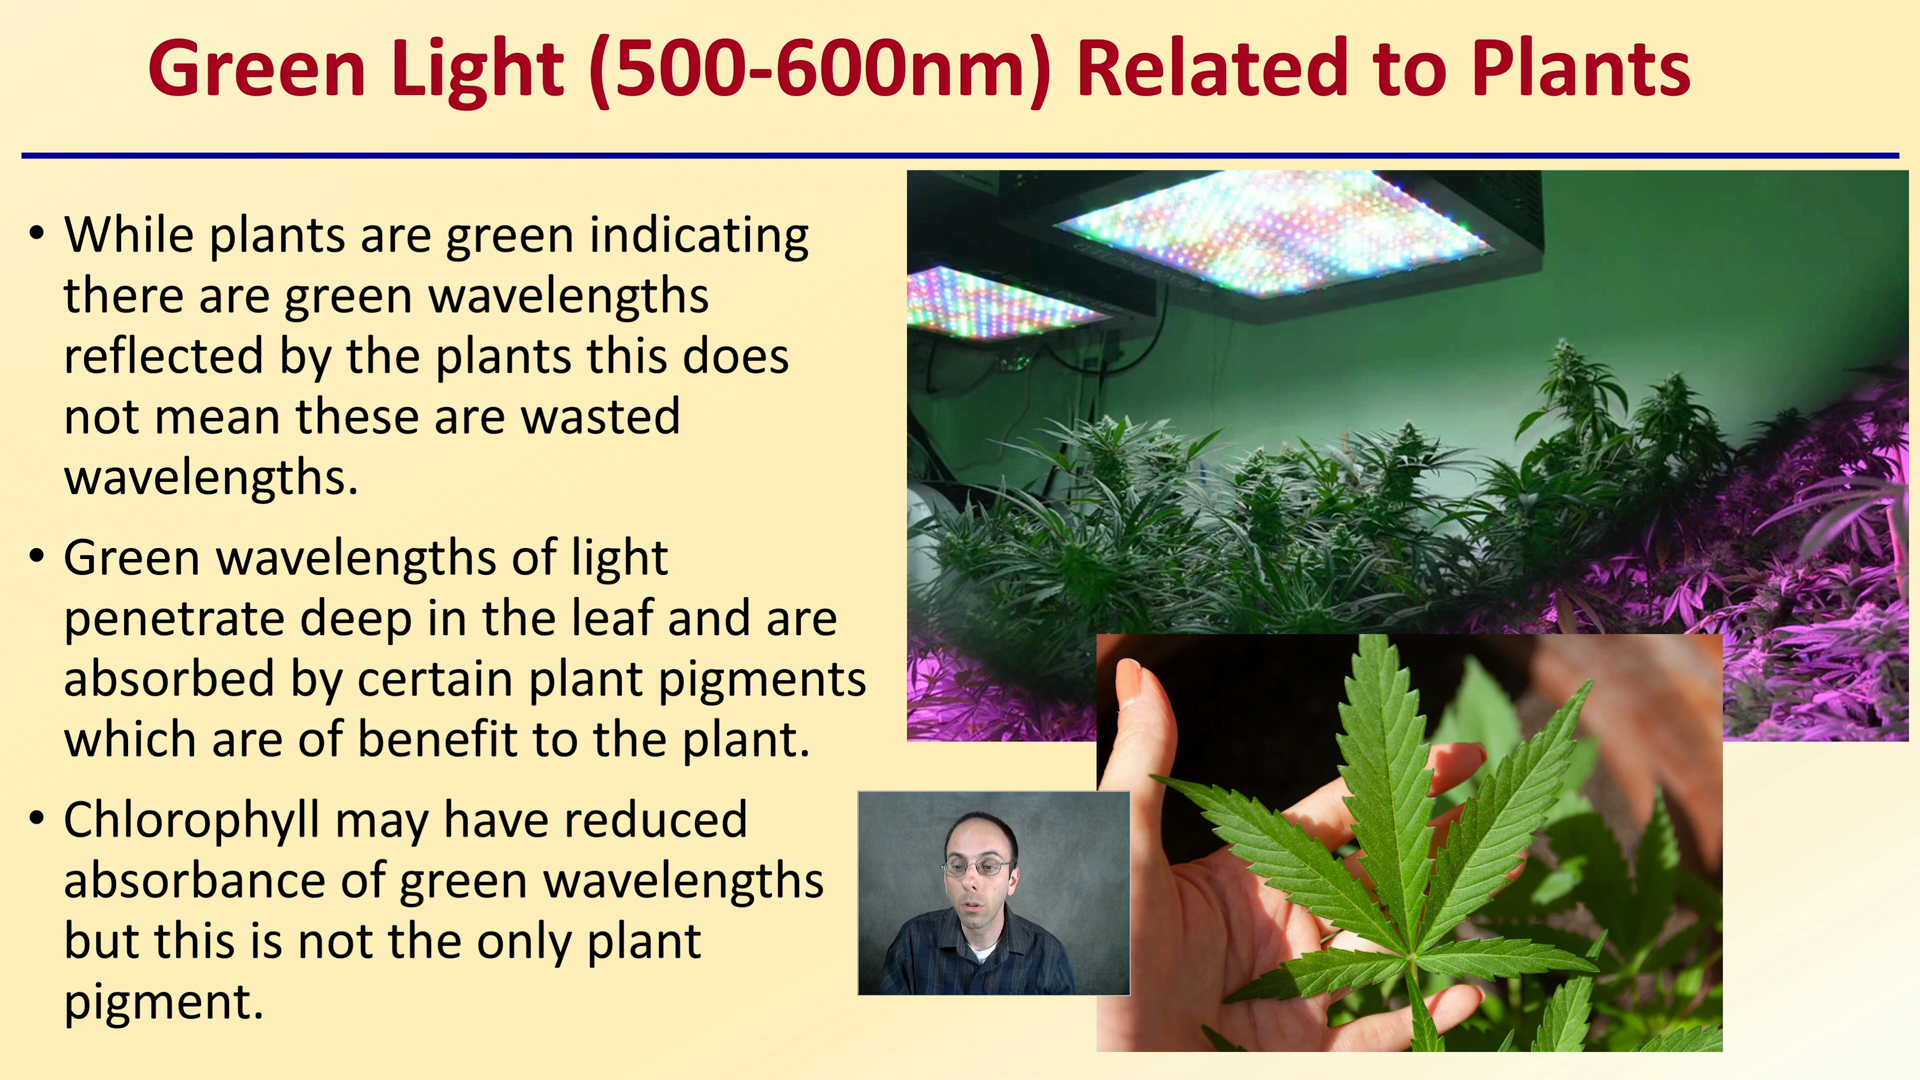 Green Light (500-600nm) Related to Plants
• While plants are green indicating
there are green wavelengths
reflected by the plants this does
not mean these are wasted
wavelengths.
• Green wavelengths of light
penetrate deep in the leaf and are
absorbed by certain plant pigments
which are of benefit to the plant.
• Chlorophyll may have reduced
absorbance of green wavelengths
but this is not the only plant
pigment.